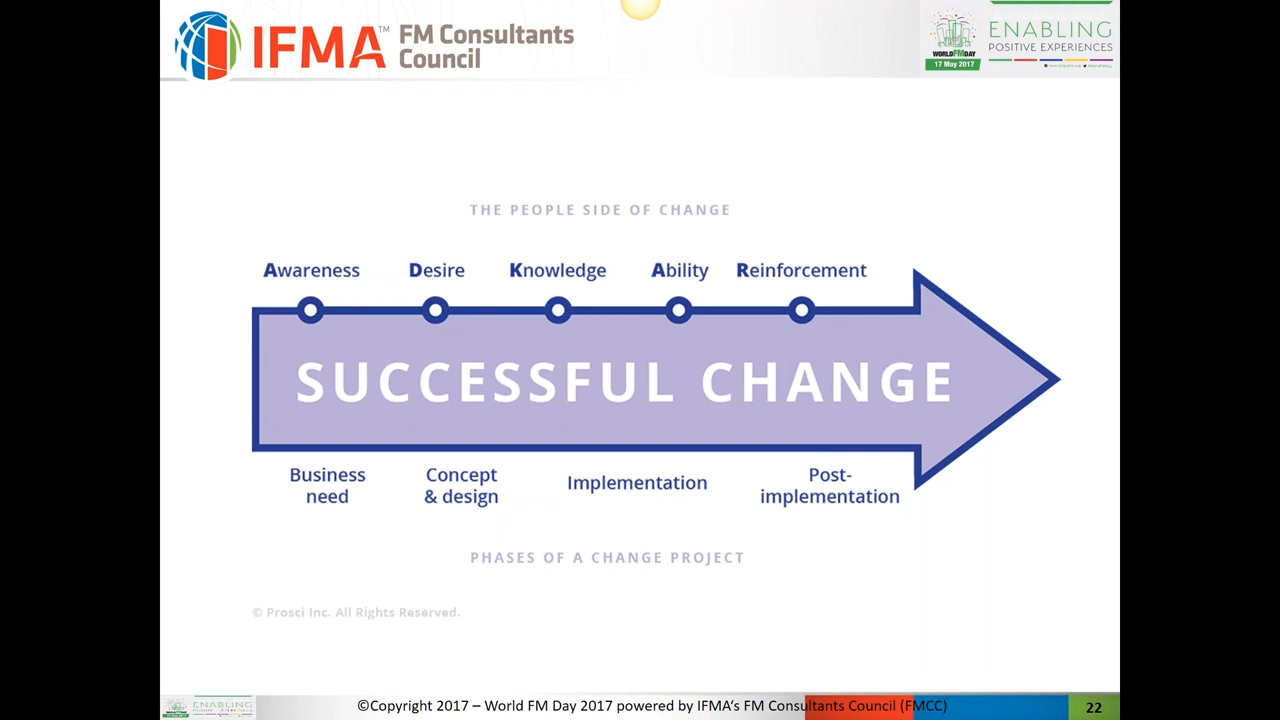 IFMA™ FM Consultants
Council
WORLD FM DAY
17 May 2017
ENABLING
POSITIVE EXPERIENCES
THE PEOPLE SIDE OF CHANGE
Awareness Desire Knowledge Ability Reinforcement
SUCCESSFUL CHANGE
Business
need
Concept
& design
Implementation
Post-
implementation
PHASES OF A CHANGE PROJECT
© Prosci Inc. All Rights Reserved.
ENABLING
©Copyright 2017 – World FM Day 2017 powered by IFMA‘s FM Consultants Council (FMCC)
22